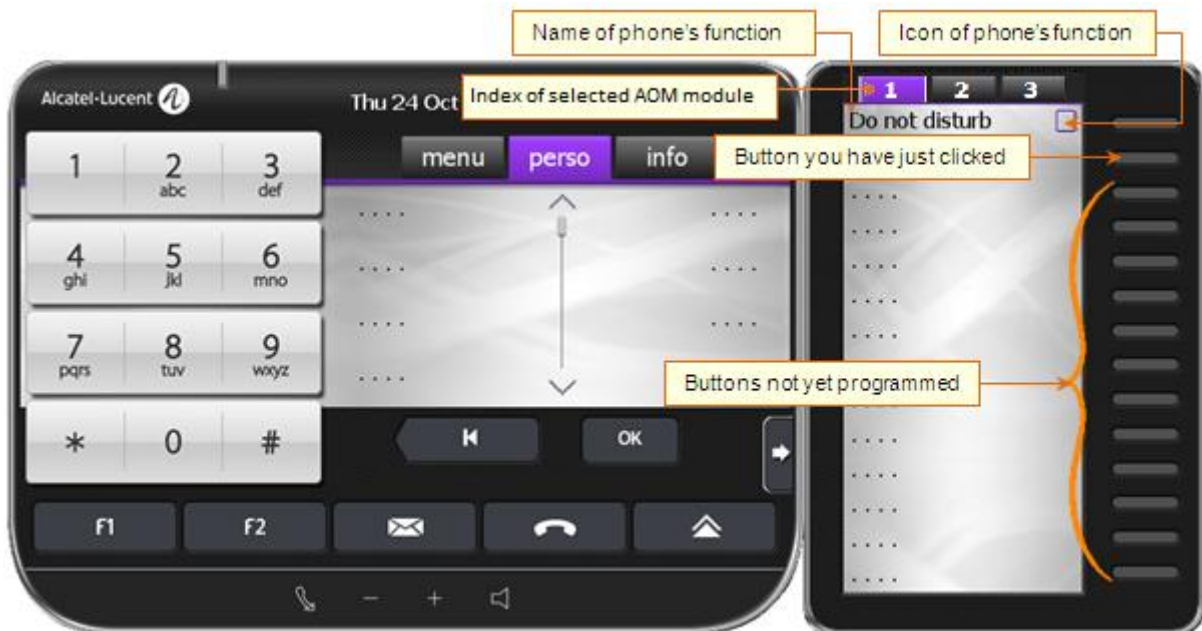 Name of phone's function
Icon of phone's function
Alcatel-Lucent
Thu 24 Oct
Index of selected AOM module
1 2 3
Do not disturb
menu perso info
Button you have just clicked
1 2 3
abc def
4 5 6
ghi jkl mno
7 8 9
pqrs tuv wxyz
Buttons not yet programmed
* 0 #
OK
F1 F2
- +